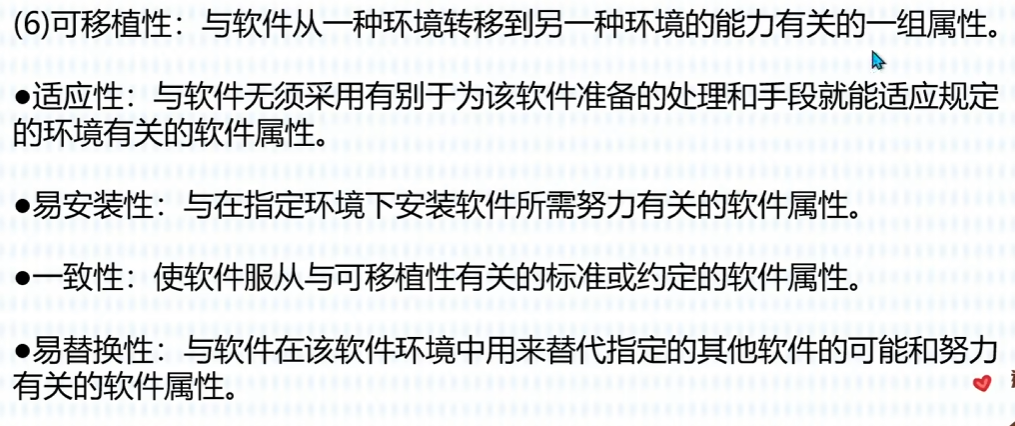 (6)可移植性：与软件从一种环境转移到另一种环境的能力有关的一组属性。
●适应性：与软件无须采用有别于为该软件准备的处理和手段就能适应规定
的环境有关的软件属性。
●易安装性：与在指定环境下安装软件所需努力有关的软件属性。
●一致性：使软件服从与可移植性有关的标准或约定的软件属性。
●易替换性：与软件在该软件环境中用来替代指定的其他软件的可能和努力
有关的软件属性。